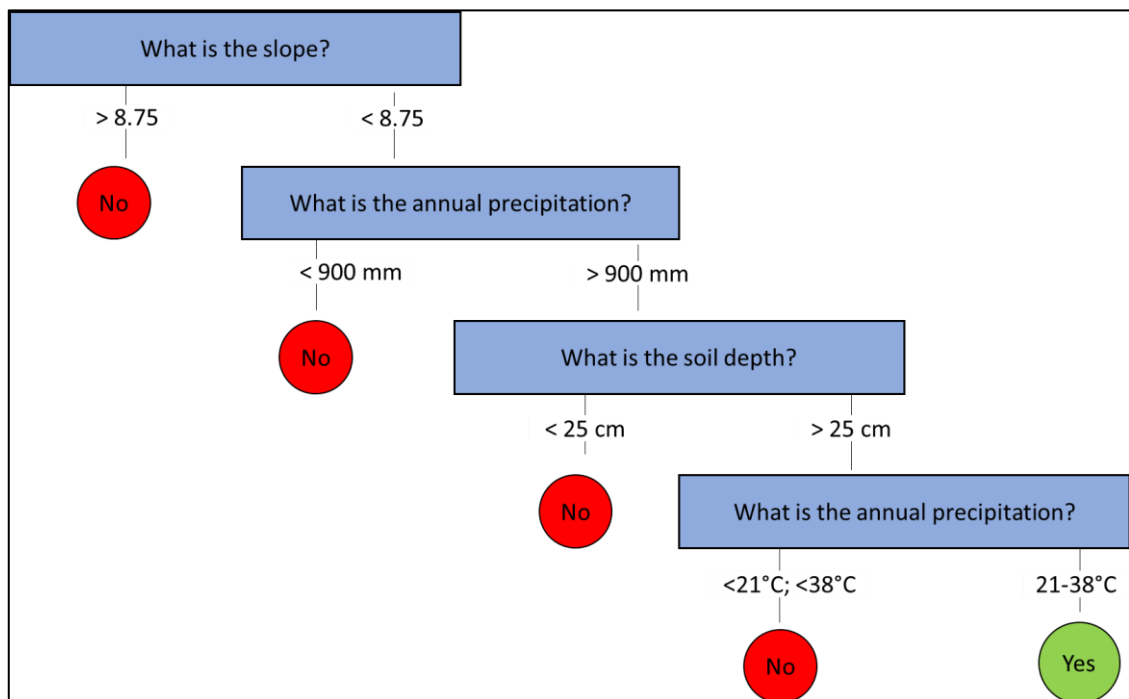 What is the slope?
> 8.75
< 8.75
No
What is the annual precipitation?
< 900 mm
> 900 mm
No
What is the soil depth?
< 25 cm
> 25 cm
No
What is the annual precipitation?
<21°C; <38°C
21-38°C
No
Yes